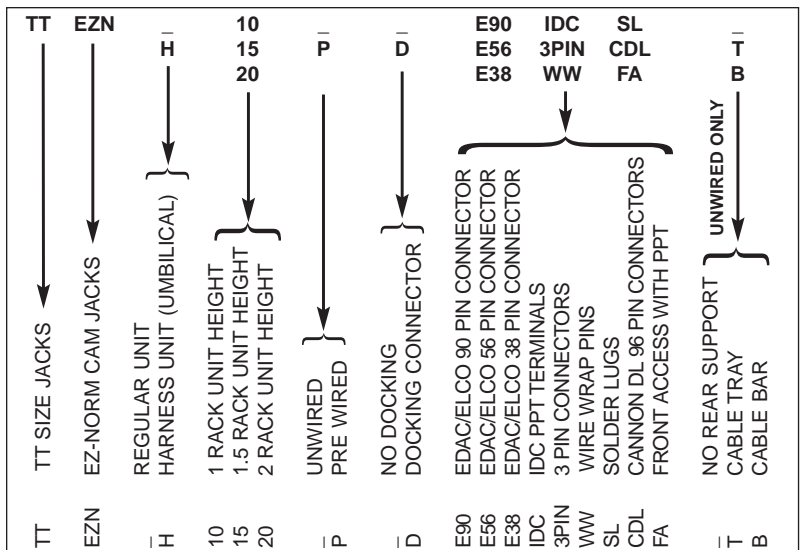 TT EZN _ 10 _ _ E90 IDC SL _
H 15 P D E56 3PIN CDL T
20 E38 WW FA B
UNWIRED ONLY
TT TT SIZE JACKS
EZN EZ-NORM CAM JACKS
_ REGULAR UNIT
H HARNESS UNIT (UMBILICAL)
10 1 RACK UNIT HEIGHT
15 1.5 RACK UNIT HEIGHT
20 2 RACK UNIT HEIGHT
_ UNWIRED
P PRE WIRED
_ NO DOCKING
D DOCKING CONNECTOR
E90 EDAC/ELCO 90 PIN CONNECTOR
E56 EDAC/ELCO 56 PIN CONNECTOR
E38 EDAC/ELCO 38 PIN CONNECTOR
IDC IDC PPT TERMINALS
3PIN 3 PIN CONNECTORS
WW WIRE WRAP PINS
SL SOLDER LUGS
CDL CANNON DL 96 PIN CONNECTORS
FA FRONT ACCESS WITH PPT
_ NO REAR SUPPORT
T CABLE TRAY
B CABLE BAR